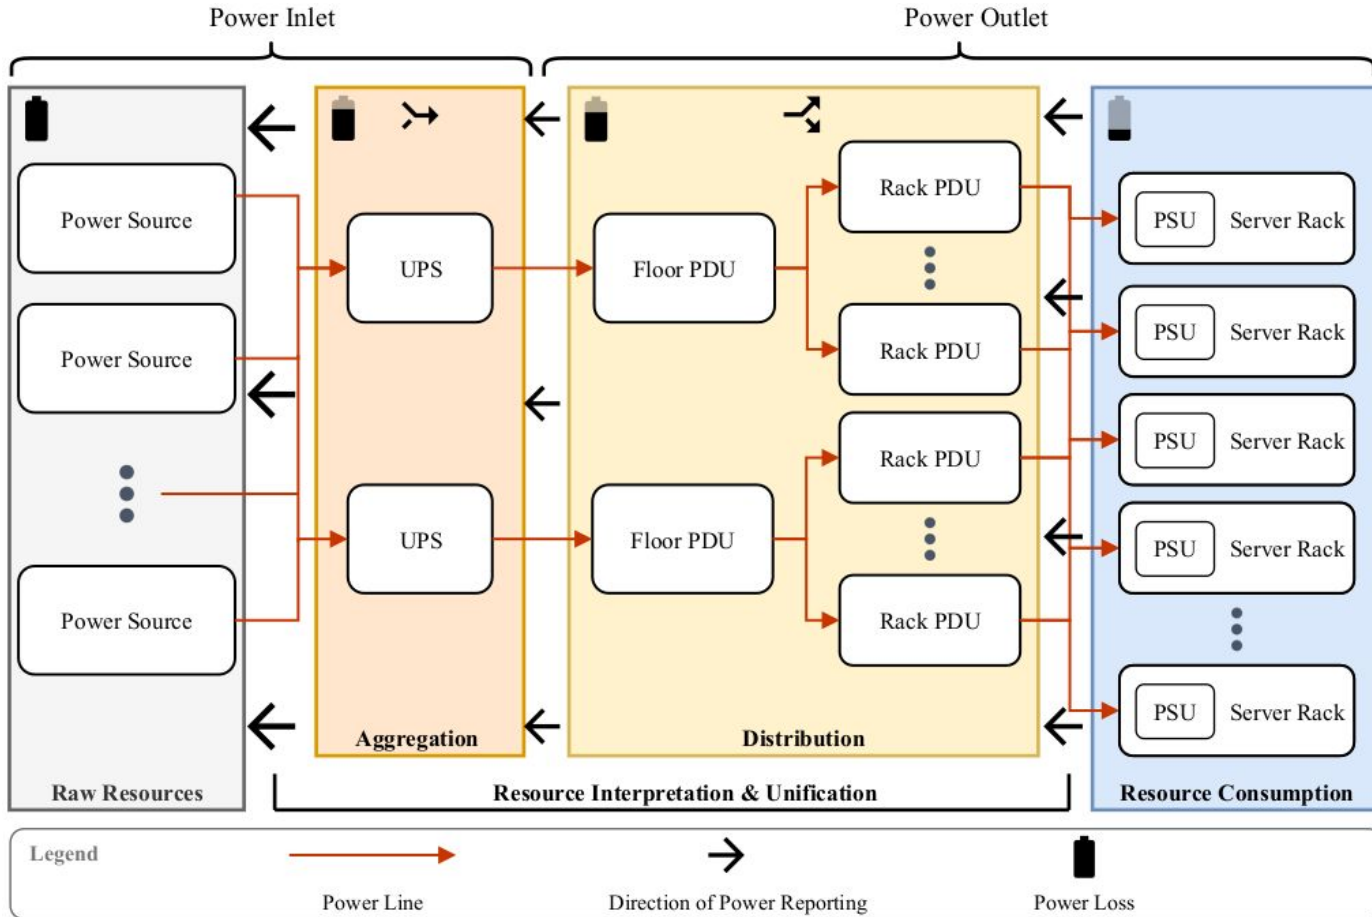 Power Inlet
Power Outlet
Power Source
Power Source
Power Source
UPS
UPS
Floor PDU
Floor PDU
Rack PDU
Rack PDU
Rack PDU
Rack PDU
PSU Server Rack
PSU Server Rack
PSU Server Rack
PSU Server Rack
PSU Server Rack
Aggregation
Distribution
Raw Resources
Resource Interpretation & Unification
Resource Consumption
Legend
Power Line
Direction of Power Reporting
Power Loss